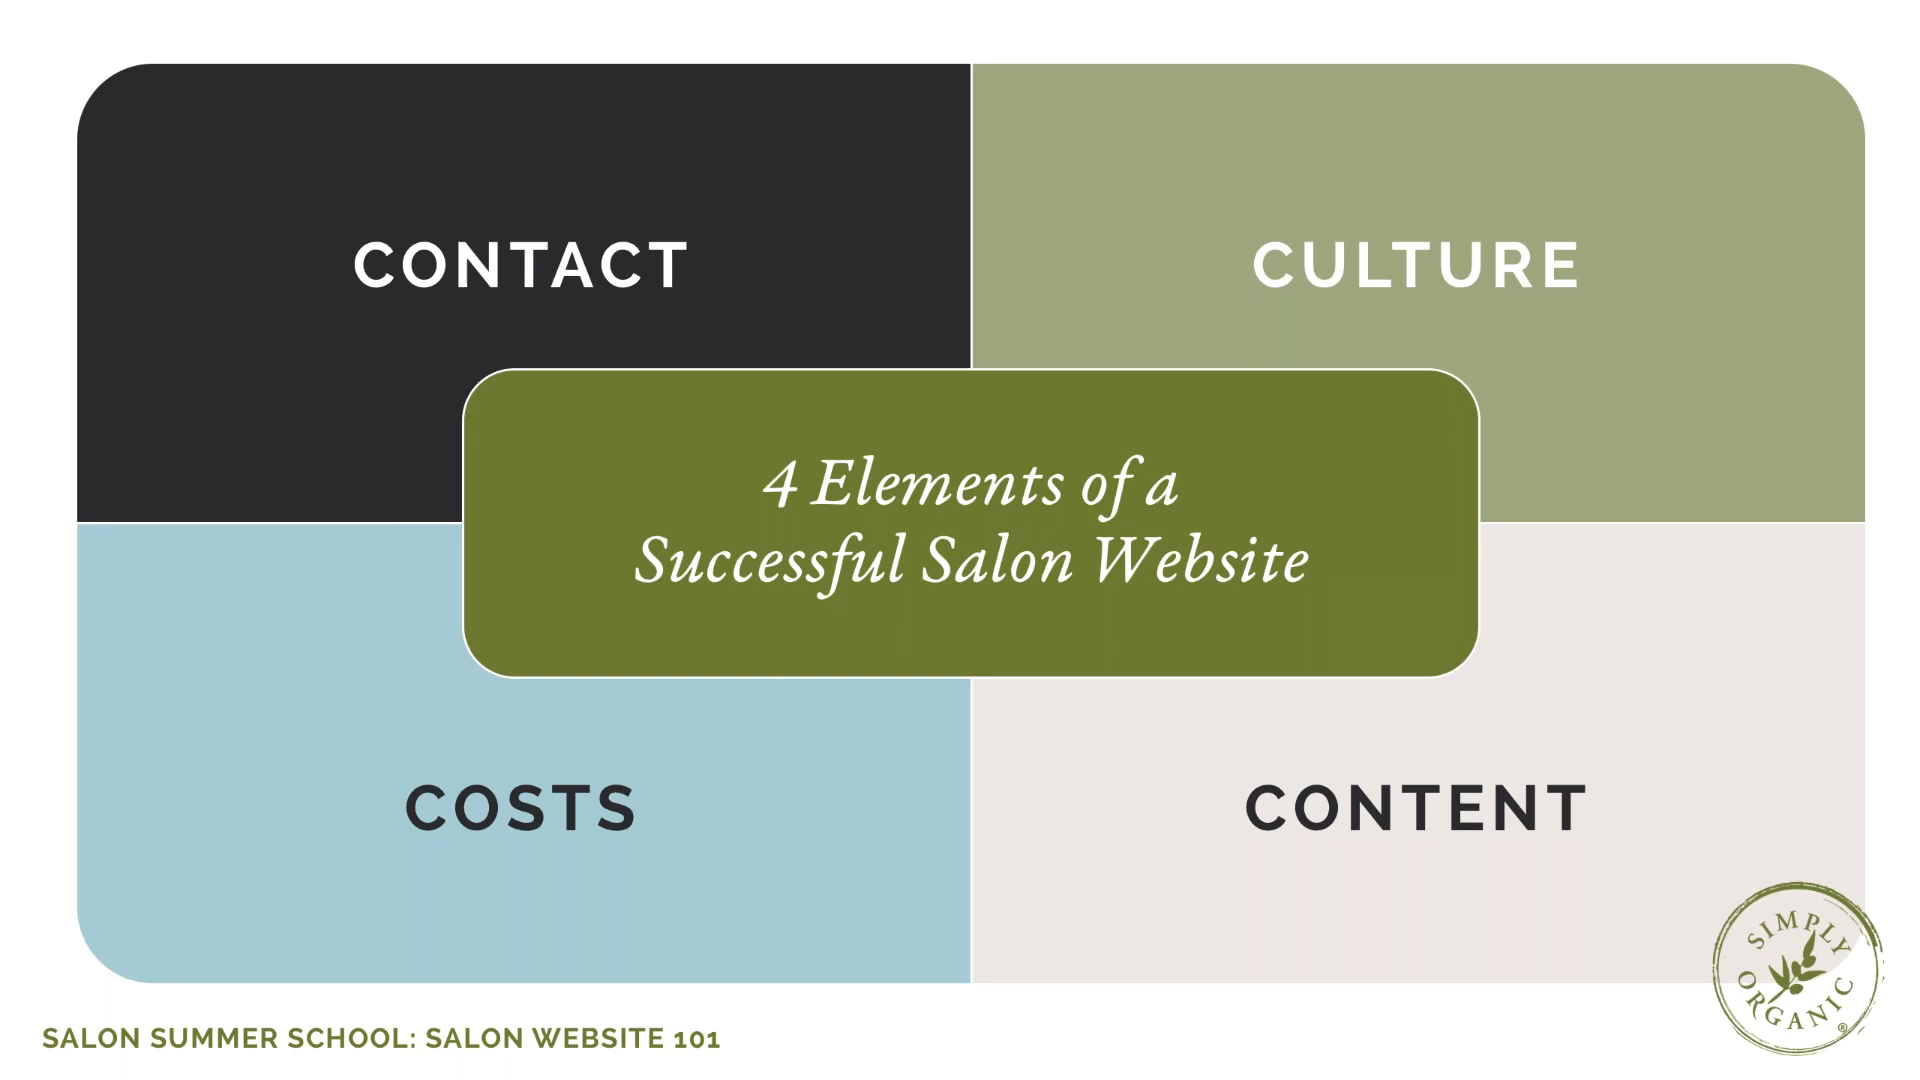 CONTACT
CULTURE
4 Elements of a
Successful Salon Website
COSTS
CONTENT
SIMPLY
ORGANIC
®
SALON SUMMER SCHOOL: SALON WEBSITE 101